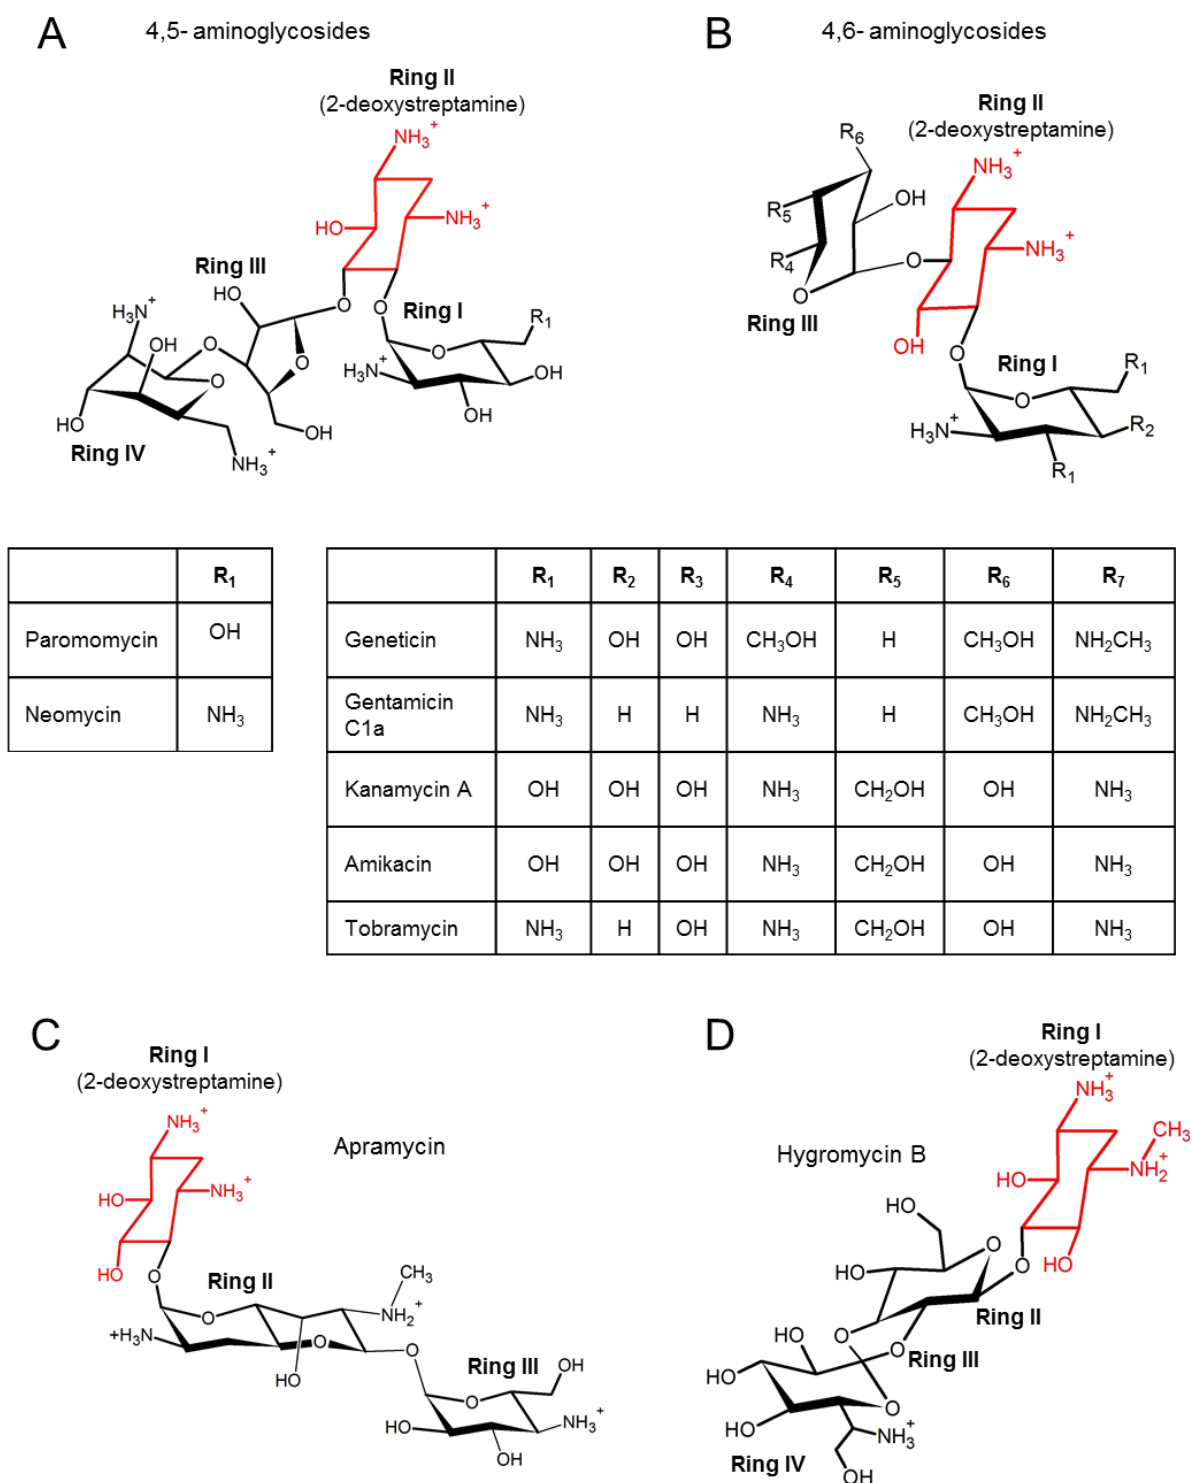 A 4,5- aminoglycosides
Ring II
(2-deoxystreptamine)
NH3+
HO
NH3+
Ring III
HO
O
O
Ring I
R1
H3N+
OH
O
O
O
H3N+
OH
OH
O
HO
OH
Ring IV
NH3+
B 4,6- aminoglycosides
Ring II
(2-deoxystreptamine)
R6
NH3+
R5
OH
NH3+
R4
O
O
Ring III
OH
O
Ring I
R1
O
H3N+
R2
R1
R1
Paromomycin OH
Neomycin NH3
R1 R2 R3 R4 R5 R6 R7
Geneticin NH3 OH OH CH3OH H CH3OH NH2CH3
Gentamicin
C1a NH3 H H NH3 H CH3OH NH2CH3
Kanamycin A OH OH OH NH3 CH2OH OH NH3
Amikacin OH OH OH NH3 CH2OH OH NH3
Tobramycin NH3 H OH NH3 CH2OH OH NH3
C
Ring I
(2-deoxystreptamine)
NH3+
Apramycin
HO
NH3+
HO
O
Ring II
CH3
O
NH2+
+H3N
O
O
HO
Ring III
OH
O
HO
NH3+
OH
D
Ring I
(2-deoxystreptamine)
NH3+
CH3
Hygromycin B
HO
NH2+
HO
O
HO
O
HO
Ring II
HO
O
O
Ring III
HO
O
HO
NH3+
Ring IV
OH